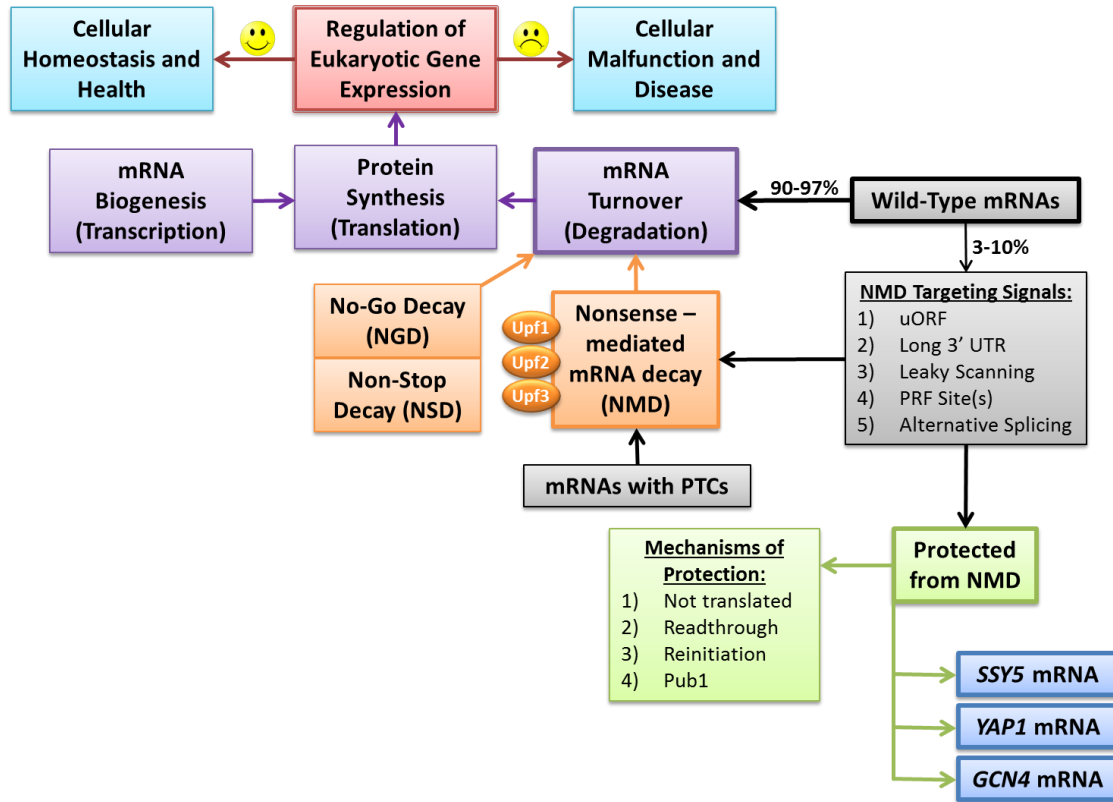 Cellular
Homeostasis and
Health
Regulation of
Eukaryotic Gene
Expression
Cellular
Malfunction and
Disease
mRNA
Biogenesis
(Transcription)
Protein
Synthesis
(Translation)
mRNA
Turnover
(Degradation)
90-97%
Wild-Type mRNAs
3-10%
No-Go Decay
(NGD)
Non-Stop
Decay (NSD)
Upf1
Upf2
Upf3
Nonsense –
mediated
mRNA decay
(NMD)
NMD Targeting Signals:
1) uORF
2) Long 3’ UTR
3) Leaky Scanning
4) PRF Site(s)
5) Alternative Splicing
mRNAs with PTCs
Mechanisms of
Protection:
1) Not translated
2) Readthrough
3) Reinitiation
4) Pub1
Protected
from NMD
SSY5 mRNA
YAP1 mRNA
GCN4 mRNA